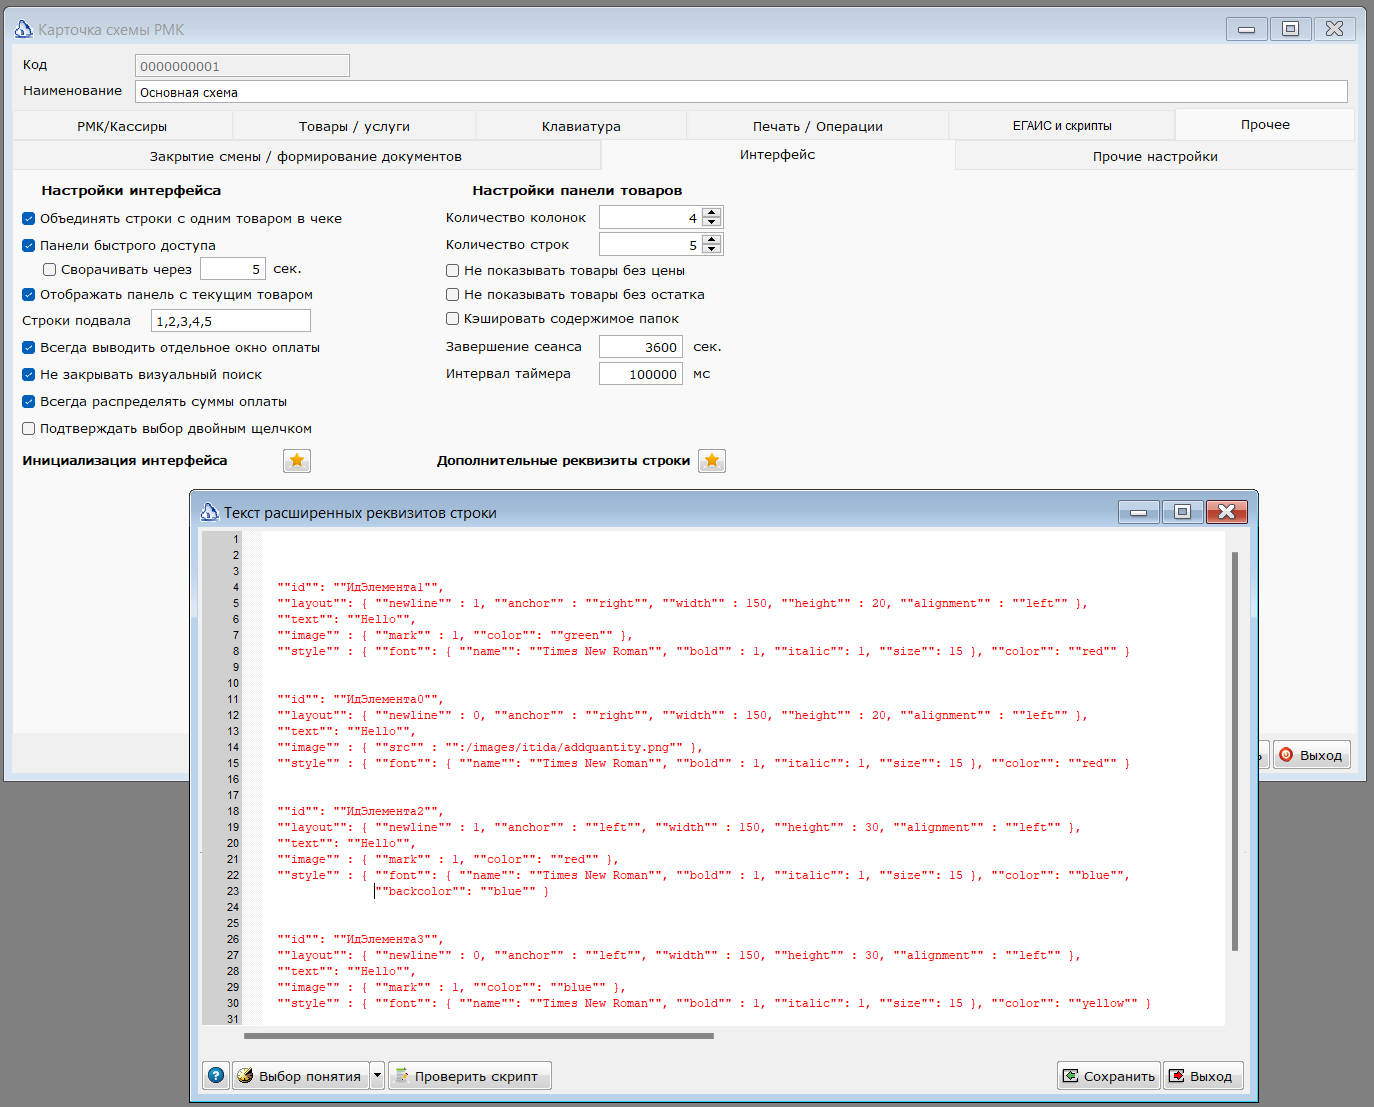 Карточка схемы РМК
Код 0000000001
Наименование Основная схема
РМК/Кассиры Товары / услуги Клавиатура Печать / Операции ЕГАИС и скрипты Прочее
Закрытие смены / формирование документов Интерфейс Прочие настройки
Настройки интерфейса
Объединять строки с одним товаром в чеке
Панели быстрого доступа
Сворачивать через 5 сек.
Отображать панель с текущим товаром
Строки подвала 1,2,3,4,5
Всегда выводить отдельное окно оплаты
Не закрывать визуальный поиск
Всегда распределять суммы оплаты
Подтверждать выбор двойным щелчком
Инициализация интерфейса
Настройки панели товаров
Количество колонок 4
Количество строк 5
Не показывать товары без цены
Не показывать товары без остатка
Кэшировать содержимое папок
Завершение сеанса 3600 сек.
Интервал таймера 100000 мс
Дополнительные реквизиты строки
Выход
Текст расширенных реквизитов строки
1
2
3
4 ""id"": ""ИдЭлемента1"",
5 ""layout"": { ""newline"" : 1, ""anchor"" : ""right"", ""width"" : 150, ""height"" : 20, ""alignment"" : ""left"" },
6 ""text"": ""Hello"",
7 ""image"" : { ""mark"" : 1, ""color"": ""green"" },
8 ""style"" : { ""font"": { ""name"": ""Times New Roman"", ""bold"" : 1, ""italic"": 1, ""size"": 15 }, ""color"": ""red"" }
9
10
11 ""id"": ""ИдЭлемента0"",
12 ""layout"": { ""newline"" : 0, ""anchor"" : ""right"", ""width"" : 150, ""height"" : 20, ""alignment"" : ""left"" },
13 ""text"": ""Hello"",
14 ""image"" : { ""src"" : "":/images/itida/addquantity.png"" },
15 ""style"" : { ""font"": { ""name"": ""Times New Roman"", ""bold"" : 1, ""italic"": 1, ""size"": 15 }, ""color"": ""red"" }
16
17
18 ""id"": ""ИдЭлемента2"",
19 ""layout"": { ""newline"" : 1, ""anchor"" : ""left"", ""width"" : 150, ""height"" : 30, ""alignment"" : ""left"" },
20 ""text"": ""Hello"",
21 ""image"" : { ""mark"" : 1, ""color"": ""red"" },
22 ""style"" : { ""font"": { ""name"": ""Times New Roman"", ""bold"" : 1, ""italic"": 1, ""size"": 15 }, ""color"": ""blue"",
23 ""backcolor"": ""blue"" }
24
25
26 ""id"": ""ИдЭлемента3"",
27 ""layout"": { ""newline"" : 0, ""anchor"" : ""left"", ""width"" : 150, ""height"" : 30, ""alignment"" : ""left"" },
28 ""text"": ""Hello"",
29 ""image"" : { ""mark"" : 1, ""color"": ""blue"" },
30 ""style"" : { ""font"": { ""name"": ""Times New Roman"", ""bold"" : 1, ""italic"": 1, ""size"": 15 }, ""color"": ""yellow"" }
31
Выбор понятия Проверить скрипт Сохранить Выход